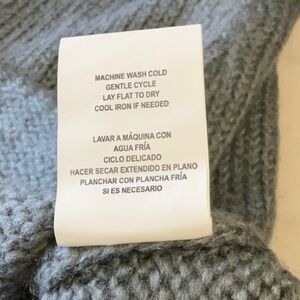 MACHINE WASH COLD
GENTLE CYCLE
LAY FLAT TO DRY
COOL IRON IF NEEDED
LAVAR A MÁQUINA CON
AGUA FRÍA
CICLO DELICADO
HACER SECAR EXTENDIDO EN PLANO
PLANCHAR CON PLANCHA FRÍA
SI ES NECESARIO